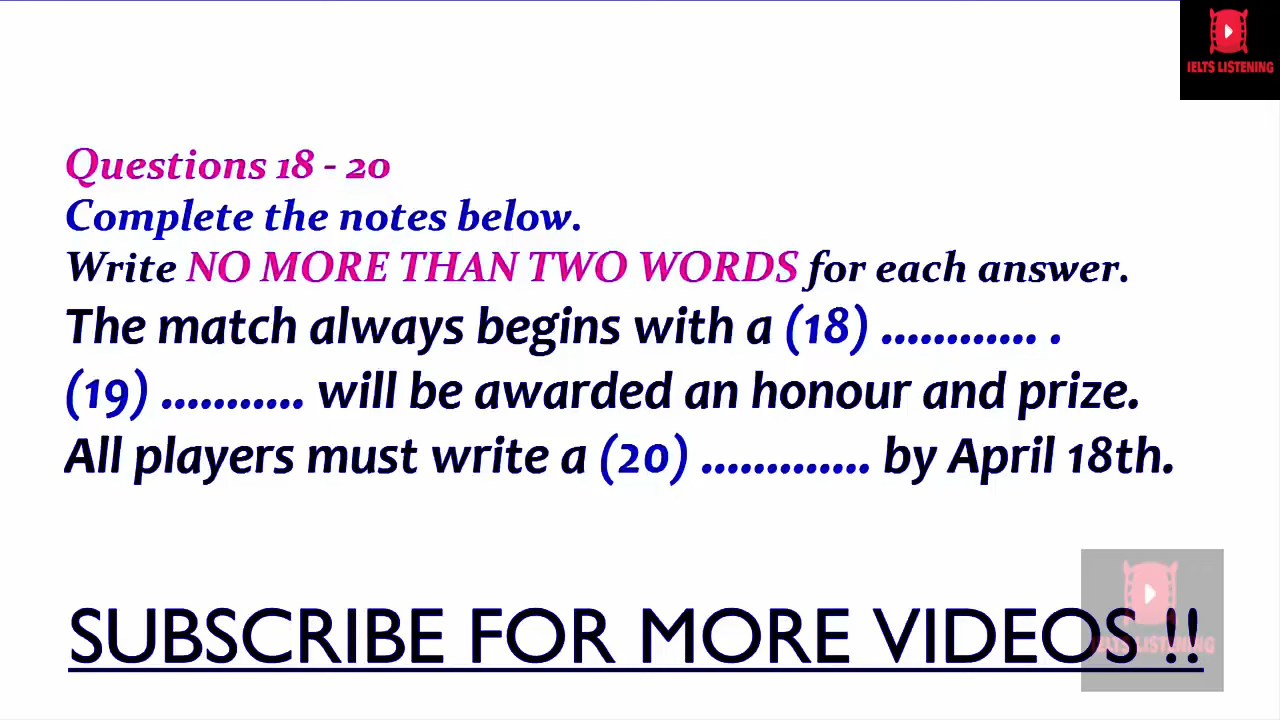 IELTS LISTENING
Questions 18 - 20
Complete the notes below.
Write NO MORE THAN TWO WORDS for each answer.
The match always begins with a (18) ............ .
(19) ........... will be awarded an honour and prize.
All players must write a (20) ............. by April 18th.
SUBSCRIBE FOR MORE VIDEOS !!
IELTS LISTENING